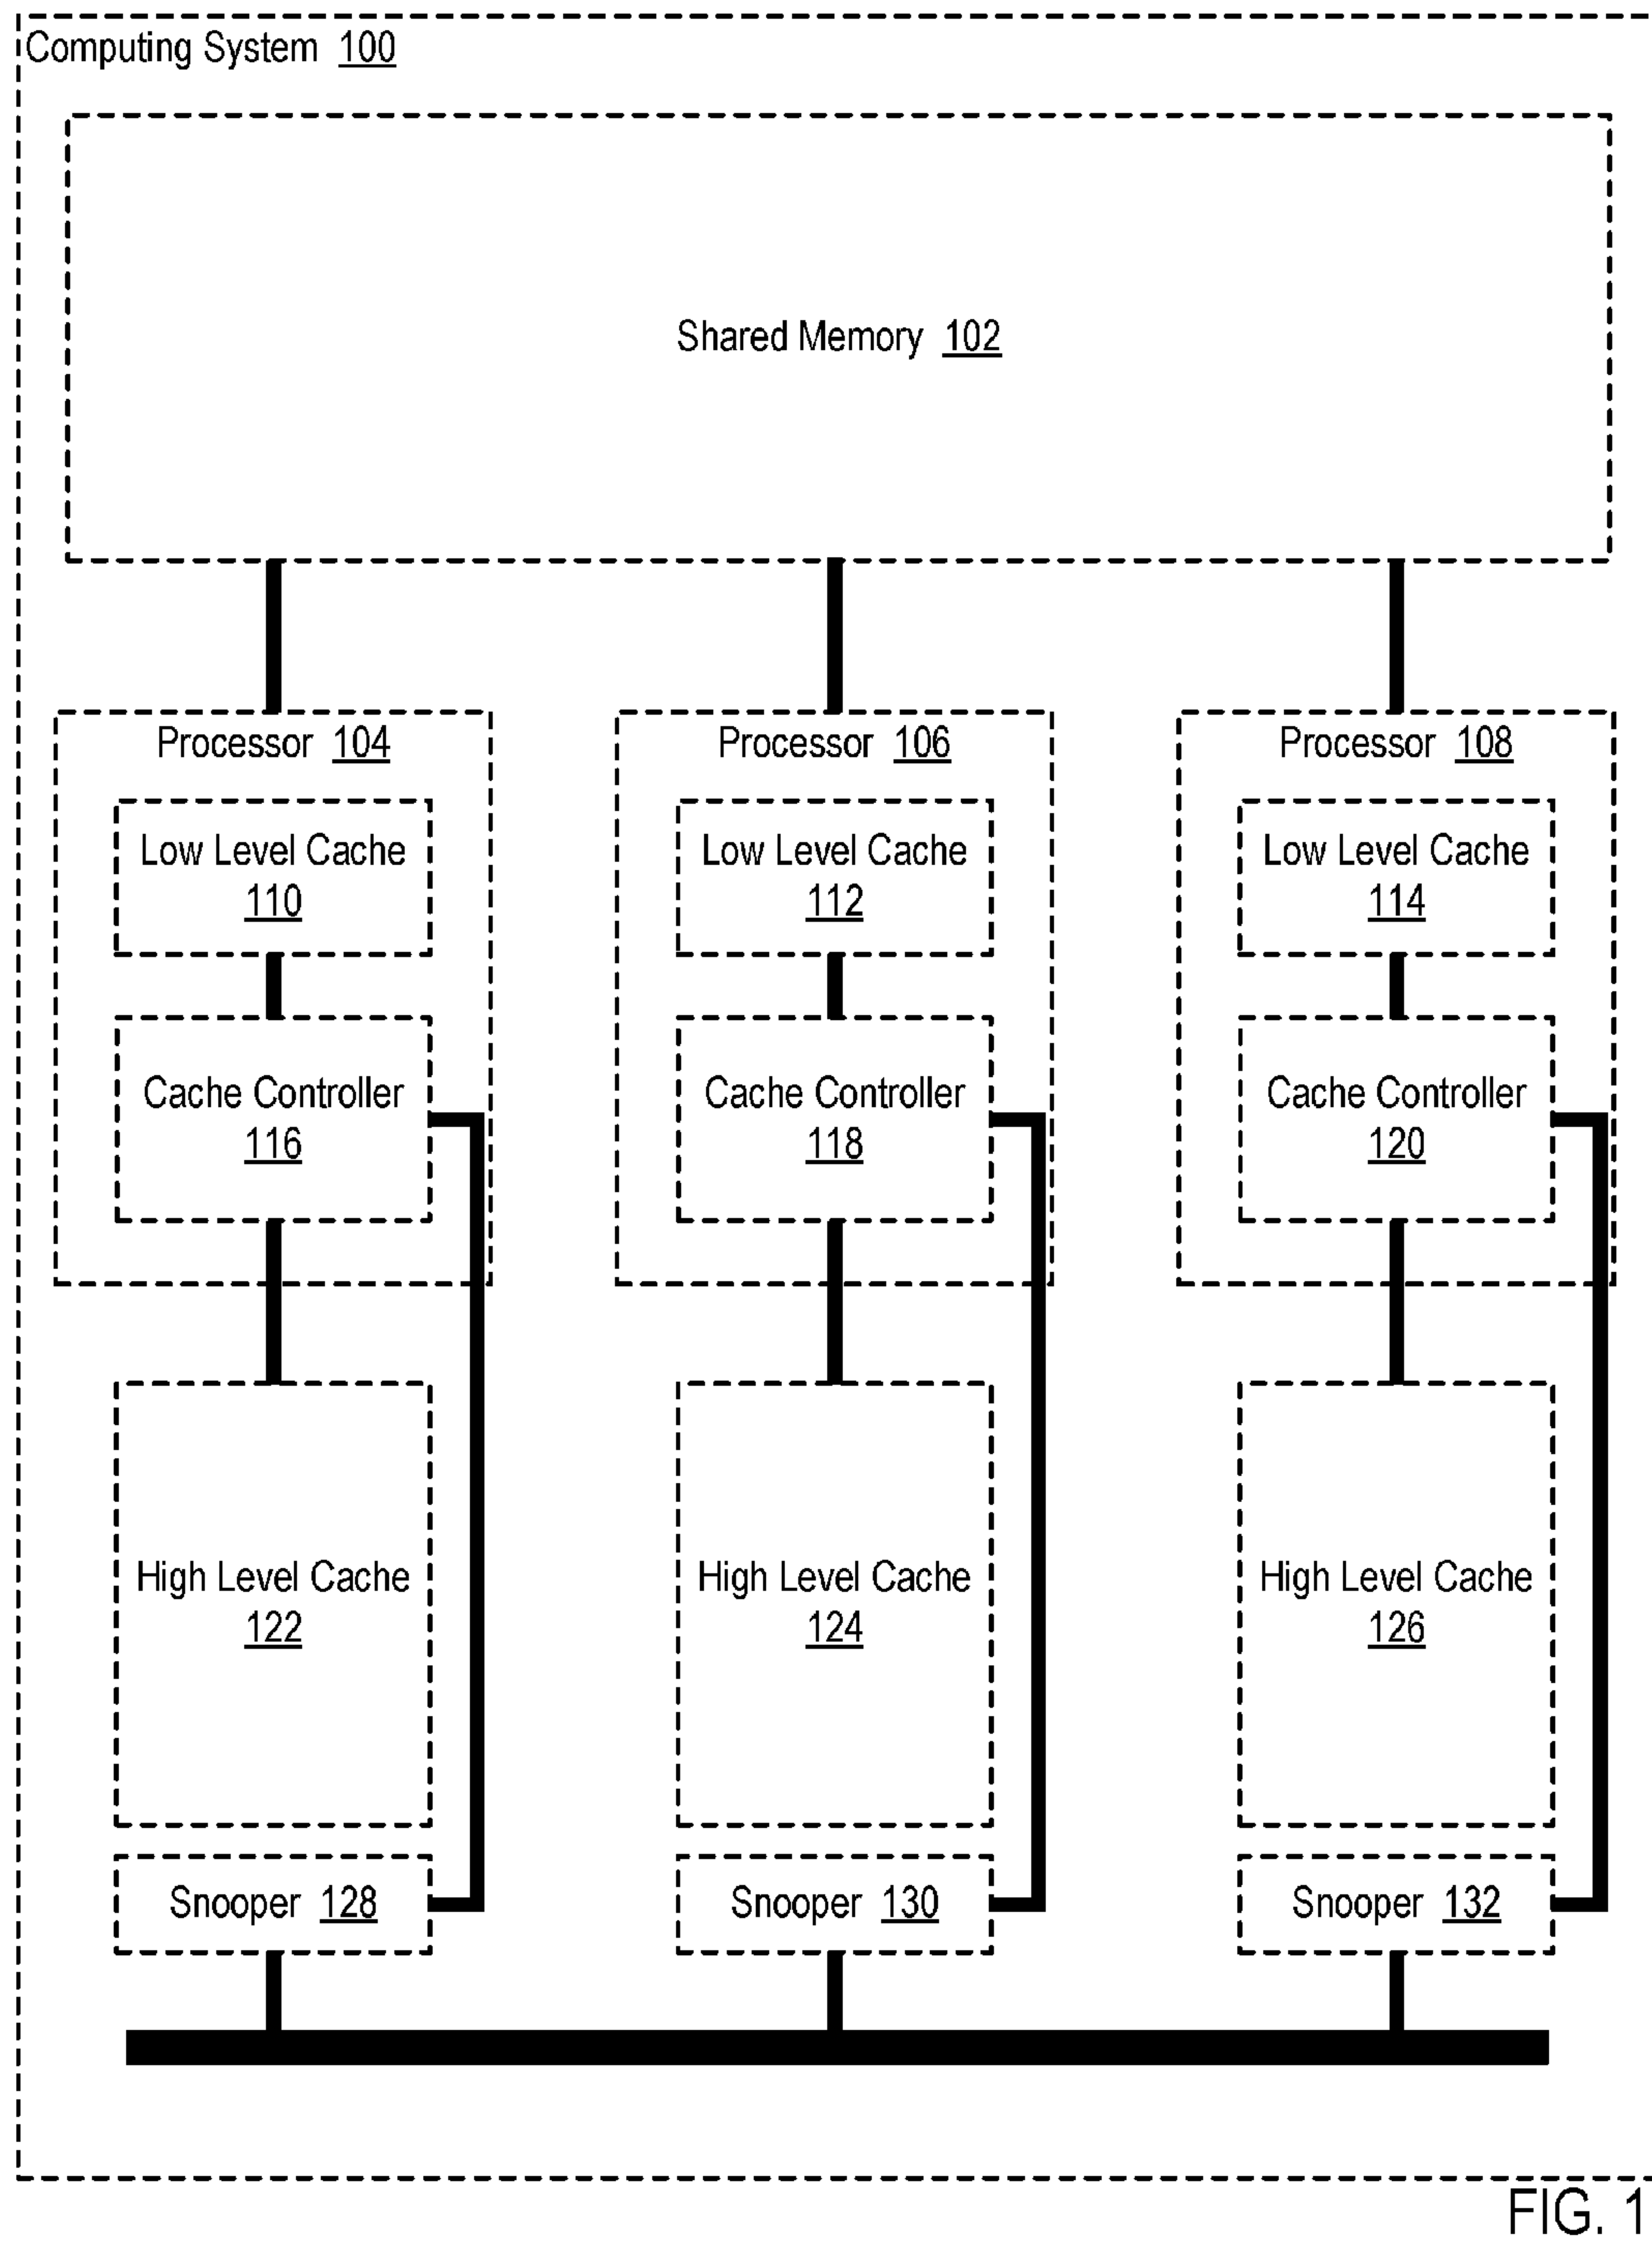 Computing System 100
Shared Memory 102
Processor 104
Processor 106
Processor 108
Low Level Cache
110
Low Level Cache
112
Low Level Cache
114
Cache Controller
116
Cache Controller
118
Cache Controller
120
High Level Cache
122
High Level Cache
124
High Level Cache
126
Snooper 128
Snooper 130
Snooper 132
FIG. 1